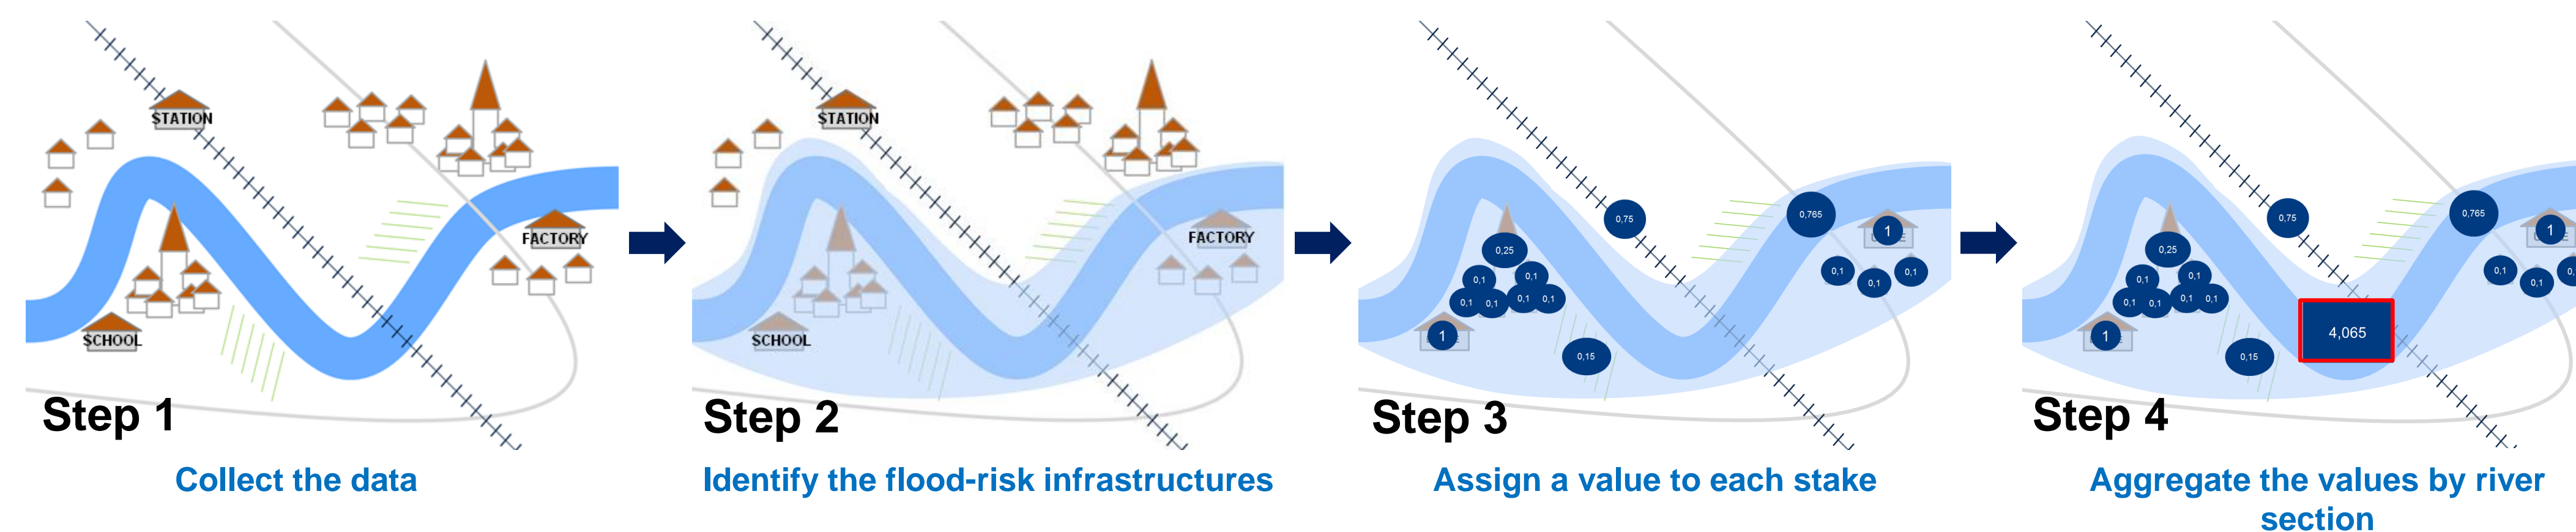 STATION
FACTORY
SCHOOL
Step 1
Collect the data
STATION
FACTORY
SCHOOL
Step 2
Identify the flood-risk infrastructures
0,75
0,765
1
0,25
0,1
0,1
0,1
0,1
0,1
0,1
0,1
0,1
0,1
1
0,15
Step 3
Assign a value to each stake
0,75
0,765
1
0,25
0,1
0,1
0,1
0,1
0,1
0,1
0,1
0,1
0,
1
0,15
4,065
Step 4
Aggregate the values by river
section